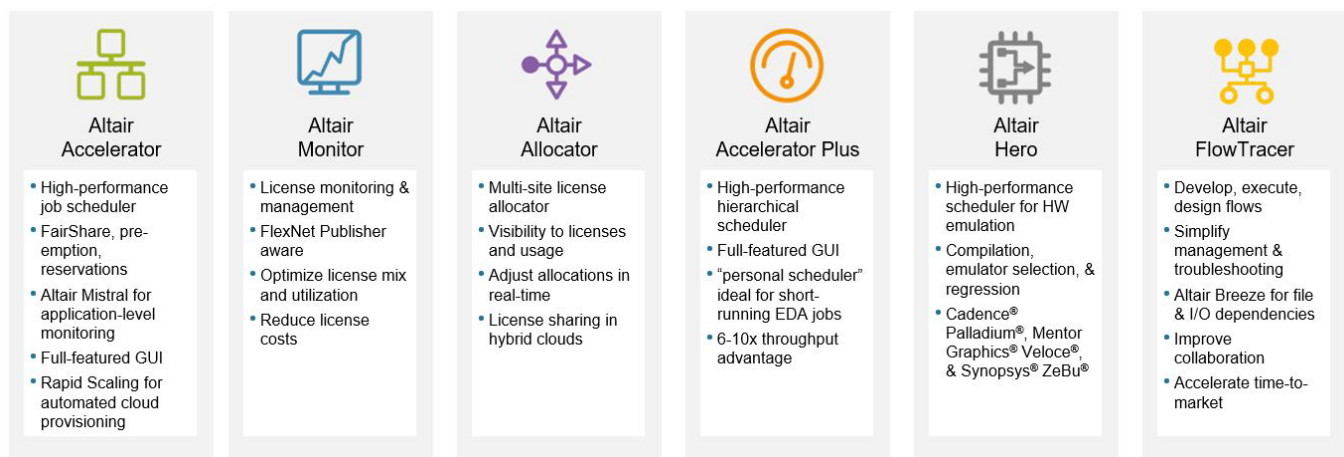 Altair
Accelerator
• High-performance
job scheduler
• FairShare, pre-
emption,
reservations
• Altair Mistral for
application-level
monitoring
• Full-featured GUI
• Rapid Scaling for
automated cloud
provisioning
Altair
Monitor
• License monitoring &
management
• FlexNet Publisher
aware
• Optimize license mix
and utilization
• Reduce license
costs
Altair
Allocator
• Multi-site license
allocator
• Visibility to licenses
and usage
• Adjust allocations in
real-time
• License sharing in
hybrid clouds
Altair
Accelerator Plus
• High-performance
hierarchical
scheduler
• Full-featured GUI
• “personal scheduler”
ideal for short-
running EDA jobs
• 6-10x throughput
advantage
Altair
Hero
• High-performance
scheduler for HW
emulation
• Compilation,
emulator selection, &
regression
• Cadence®
Palladium®, Mentor
Graphics® Veloce®,
& Synopsys® ZeBu®
Altair
FlowTracer
• Develop, execute,
design flows
• Simplify
management &
troubleshooting
• Altair Breeze for file
& I/O dependencies
• Improve
collaboration
• Accelerate time-to-
market